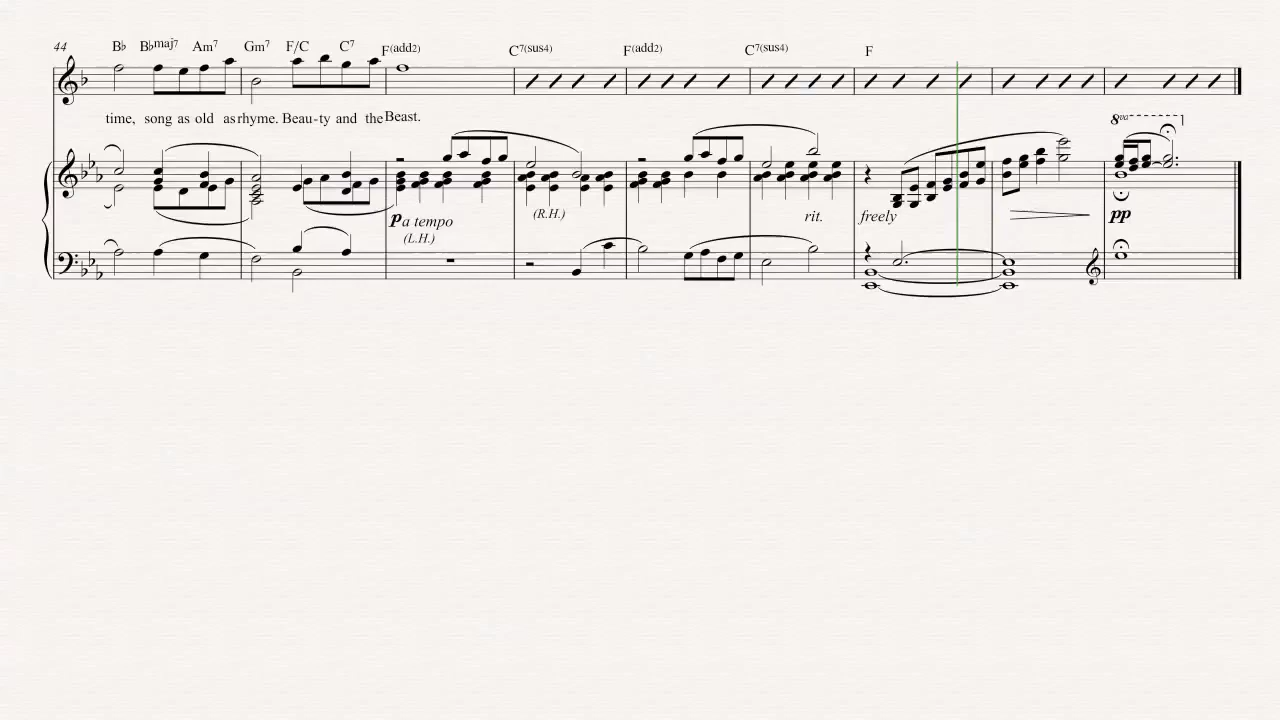 44 B♭ B♭maj7 Am7 Gm7 F/C C7 F(add2) C7(sus4) F(add2) C7(sus4) F
time, song as old as rhyme. Beau-ty and the Beast.
8va
p a tempo (R.H.) rit. freely pp
(L.H.)